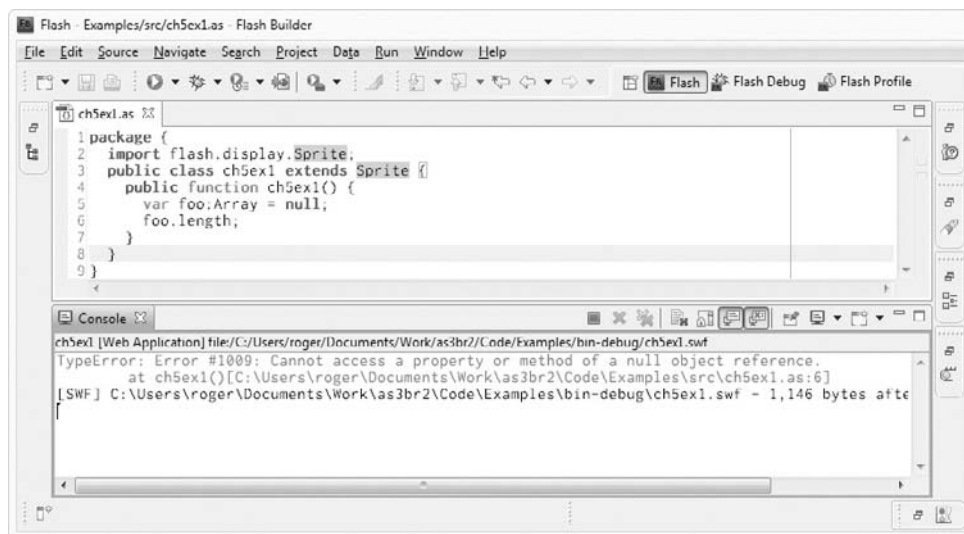 Flash - Examples/src/ch5ex1.as - Flash Builder
File Edit Source Navigate Search Project Data Run Window Help
Flash Flash Debug Flash Profile
ch5ex1.as
1 package {
2 import flash.display.Sprite;
3 public class ch5ex1 extends Sprite {
4 public function ch5ex1() {
5 var foo:Array = null;
6 foo.length;
7 }
8 }
9 }
Console
ch5ex1 [Web Application] file:/C:/Users/roger/Documents/Work/as3br2/Code/Examples/bin-debug/ch5ex1.swf
TypeError: Error #1009: Cannot access a property or method of a null object reference.
at ch5ex1()[C:\Users\roger\Documents\Work\as3br2\Code\Examples\src\ch5ex1.as:6]
[SWF] C:\Users\roger\Documents\Work\as3br2\Code\Examples\bin-debug\ch5ex1.swf - 1,146 bytes afte